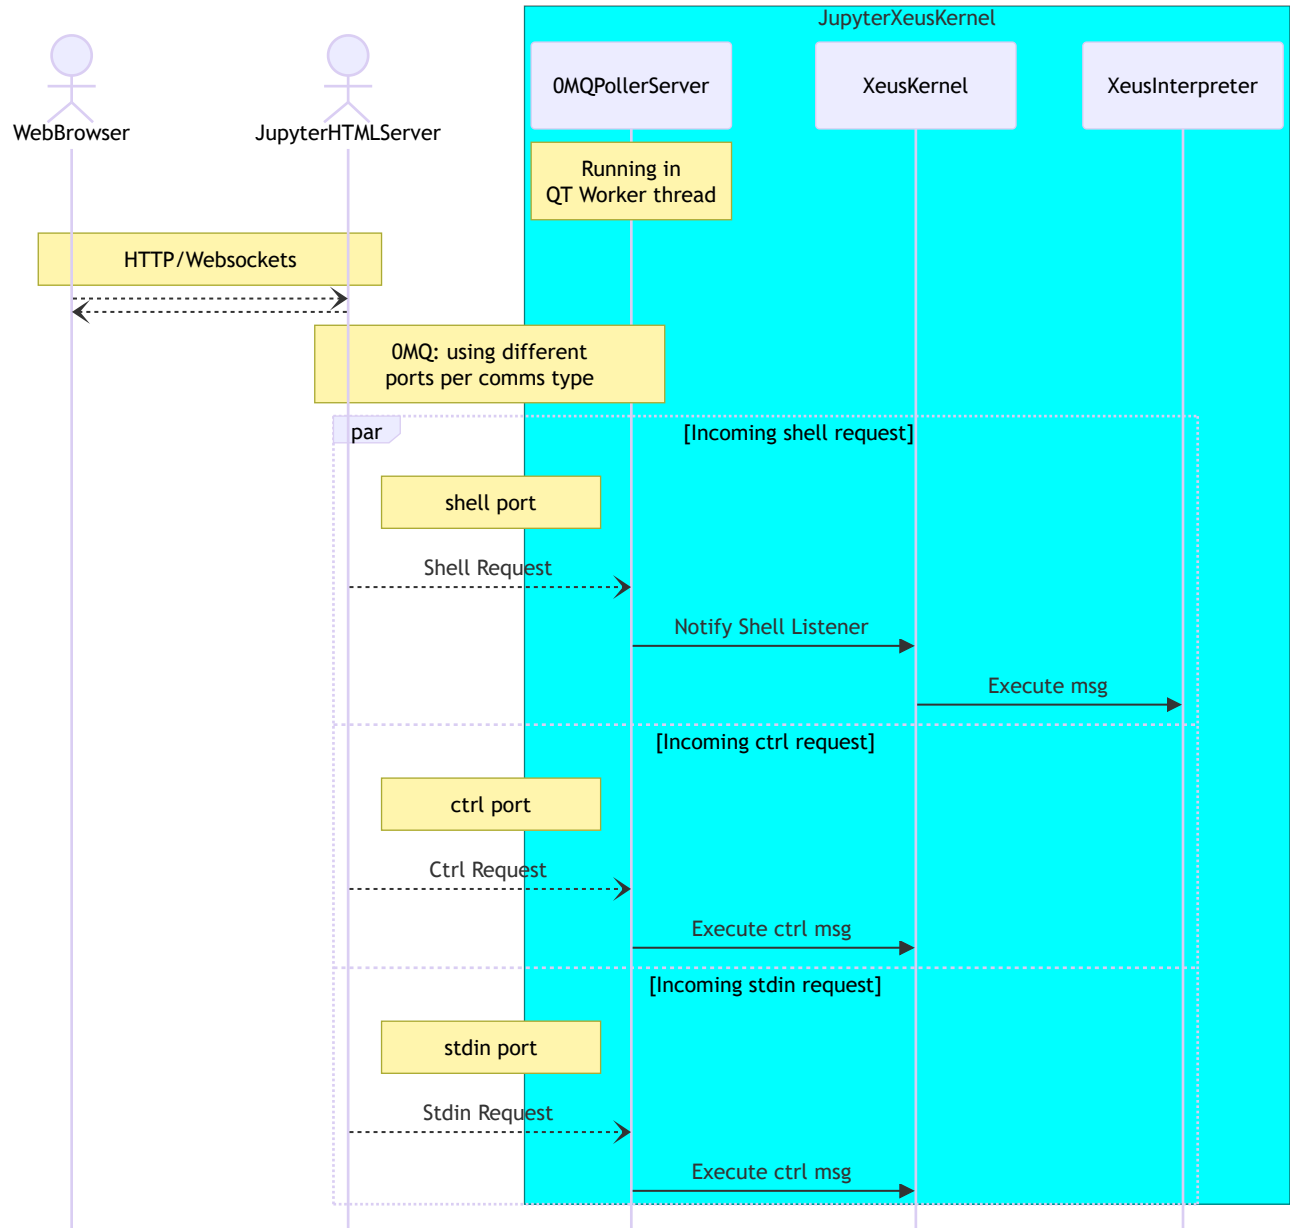 JupyterXeusKernel
WebBrowser
JupyterHTMLServer
0MQPollerServer
XeusKernel
XeusInterpreter
Running in
QT Worker thread
HTTP/Websockets
0MQ: using different
ports per comms type
par
[Incoming shell request]
shell port
Shell Request
Notify Shell Listener
Execute msg
[Incoming ctrl request]
ctrl port
Ctrl Request
Execute ctrl msg
[Incoming stdin request]
stdin port
Stdin Request
Execute ctrl msg